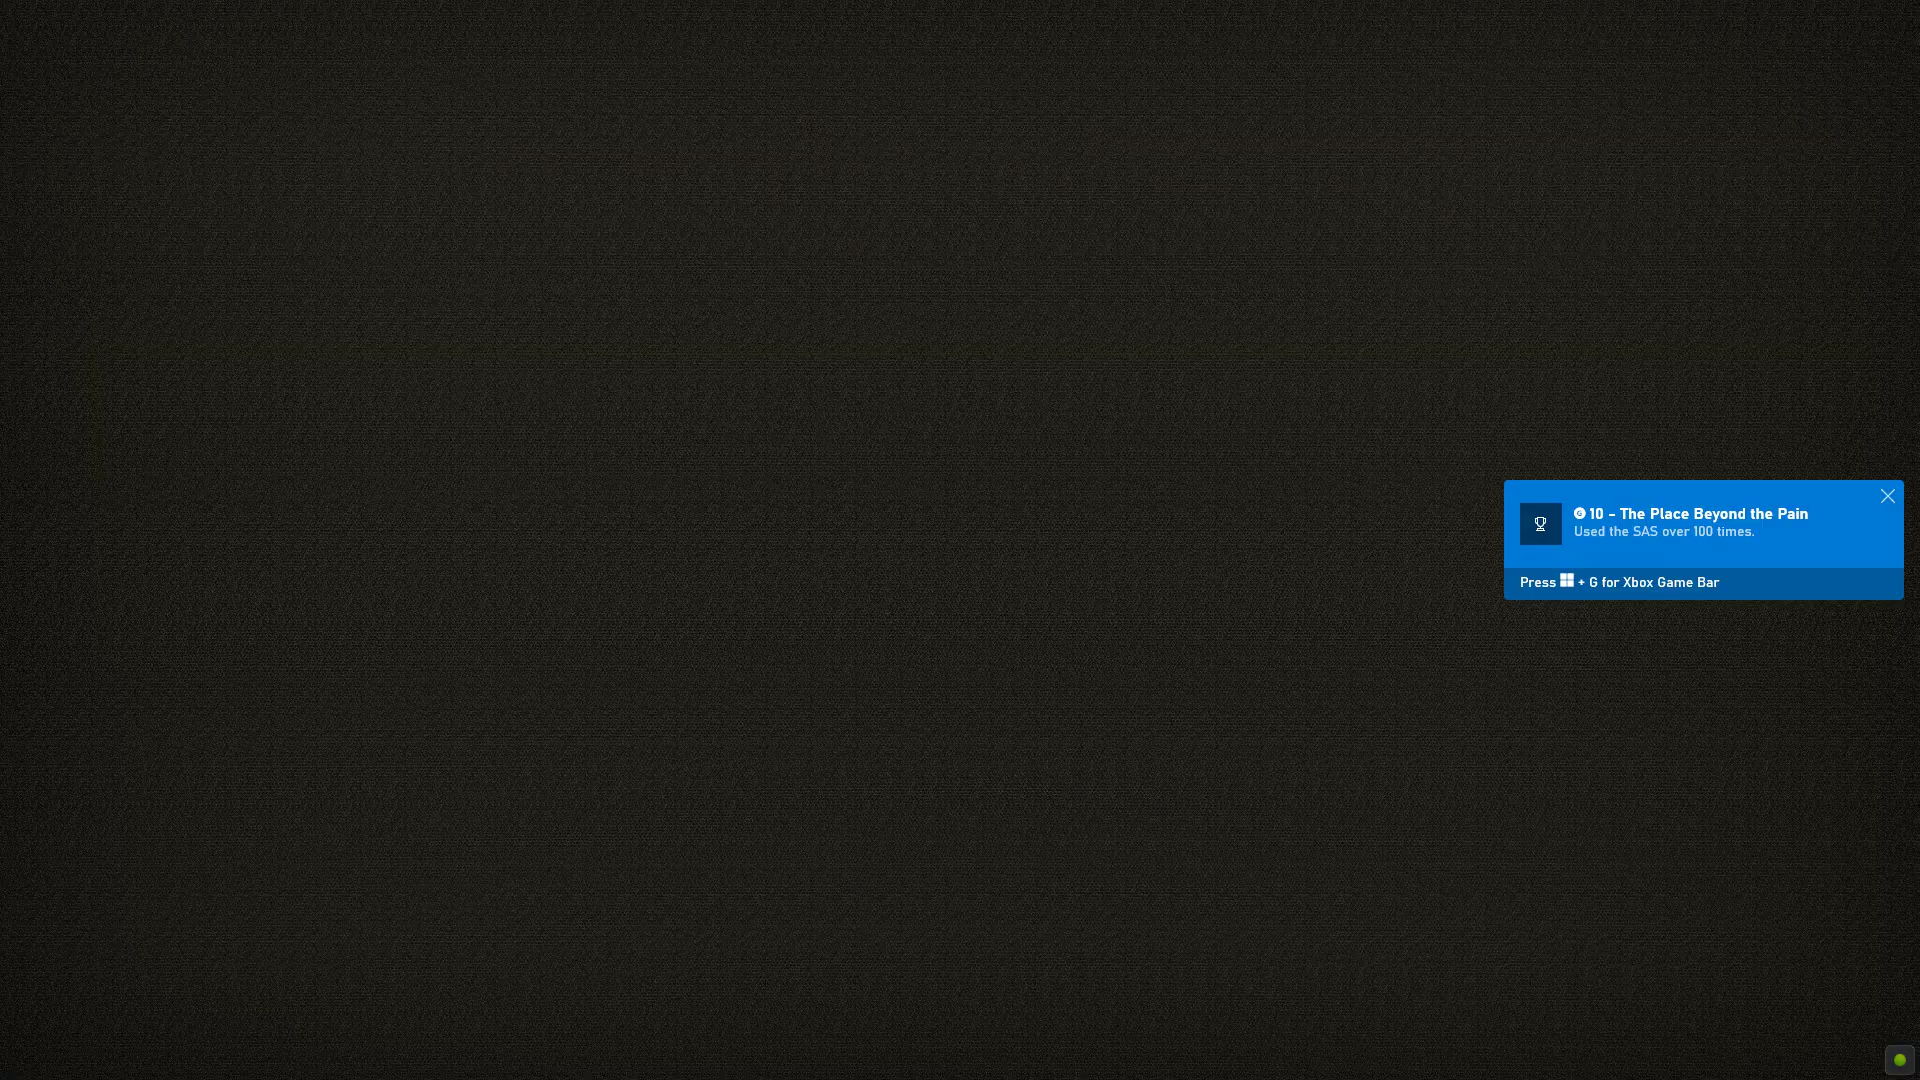 G 10 - The Place Beyond the Pain
Used the SAS over 100 times.
Press + G for Xbox Game Bar